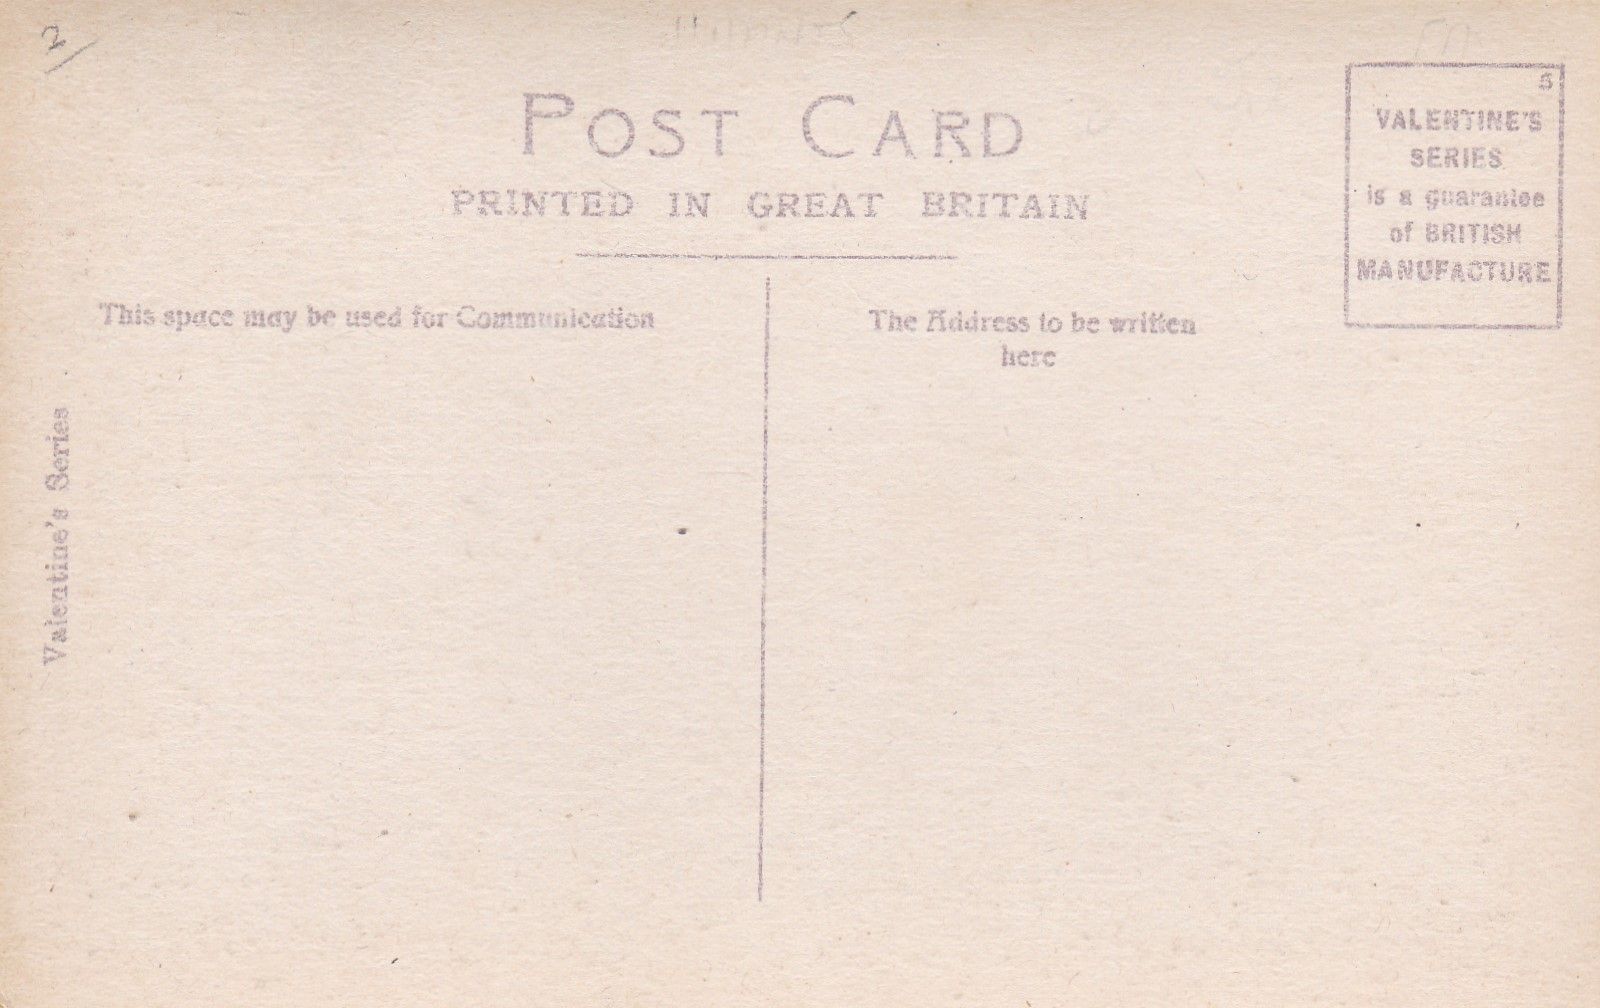 2
POST CARD
PRINTED IN GREAT BRITAIN
5
VALENTINE'S
SERIES
is a guarantee
of BRITISH
MANUFACTURE
This space may be used for Communication
The Address to be written
here
Valentine's Series